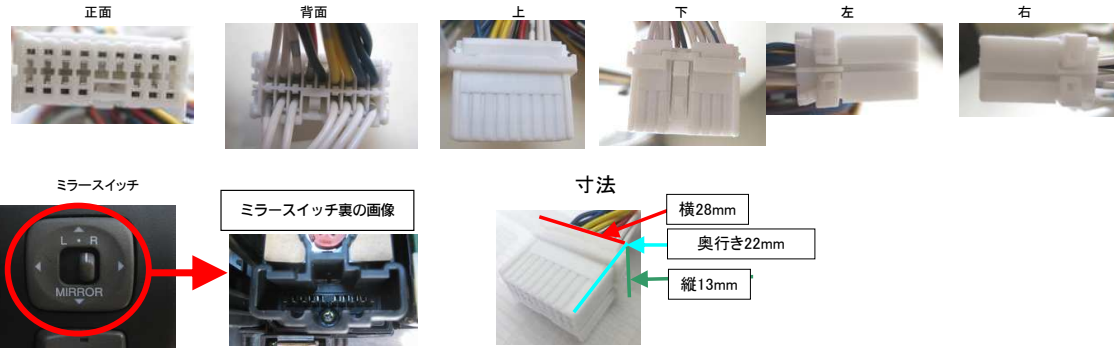 正面
背面
上
下
左
右
ミラースイッチ
ミラースイッチ裏の画像
寸法
横28mm
奥行き22mm
縦13mm
L・R
MIRROR